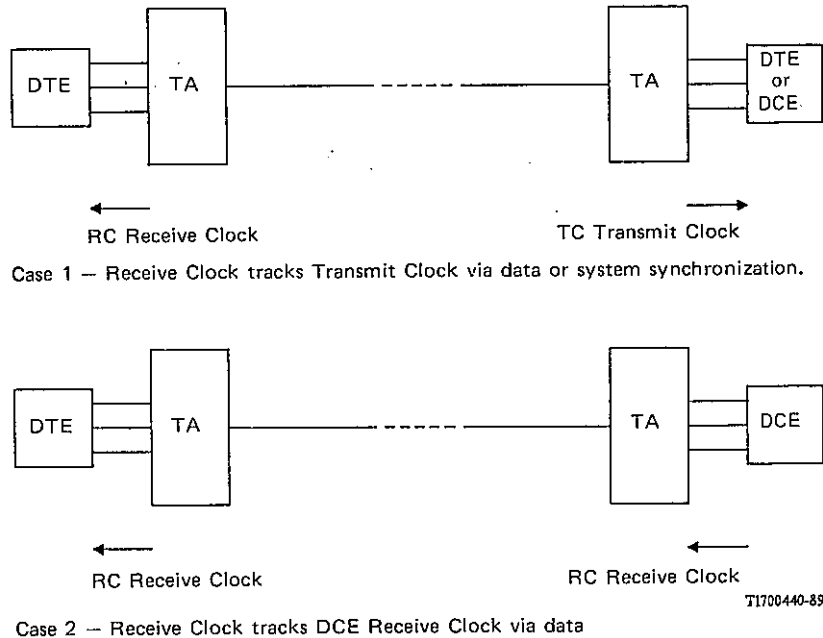 DTE
TA
TA
DTE
or
DCE
RC Receive Clock
TC Transmit Clock
Case 1 — Receive Clock tracks Transmit Clock via data or system synchronization.
DTE
TA
TA
DCE
RC Receive Clock
RC Receive Clock
T1700440-89
Case 2 — Receive Clock tracks DCE Receive Clock via data